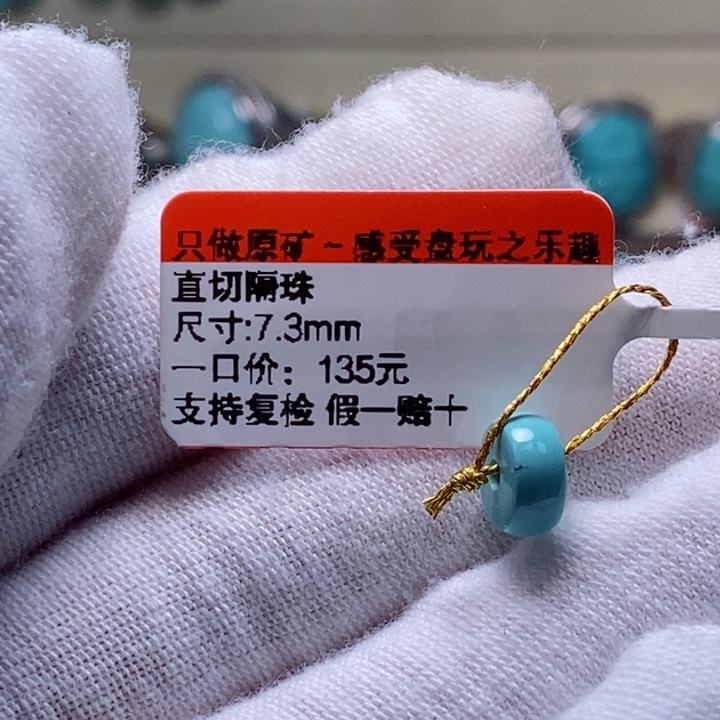 只做原矿~感受盘玩之乐趣
直切隔珠
尺寸:7.3mm
一口价：135元
支持复检 假一赔十